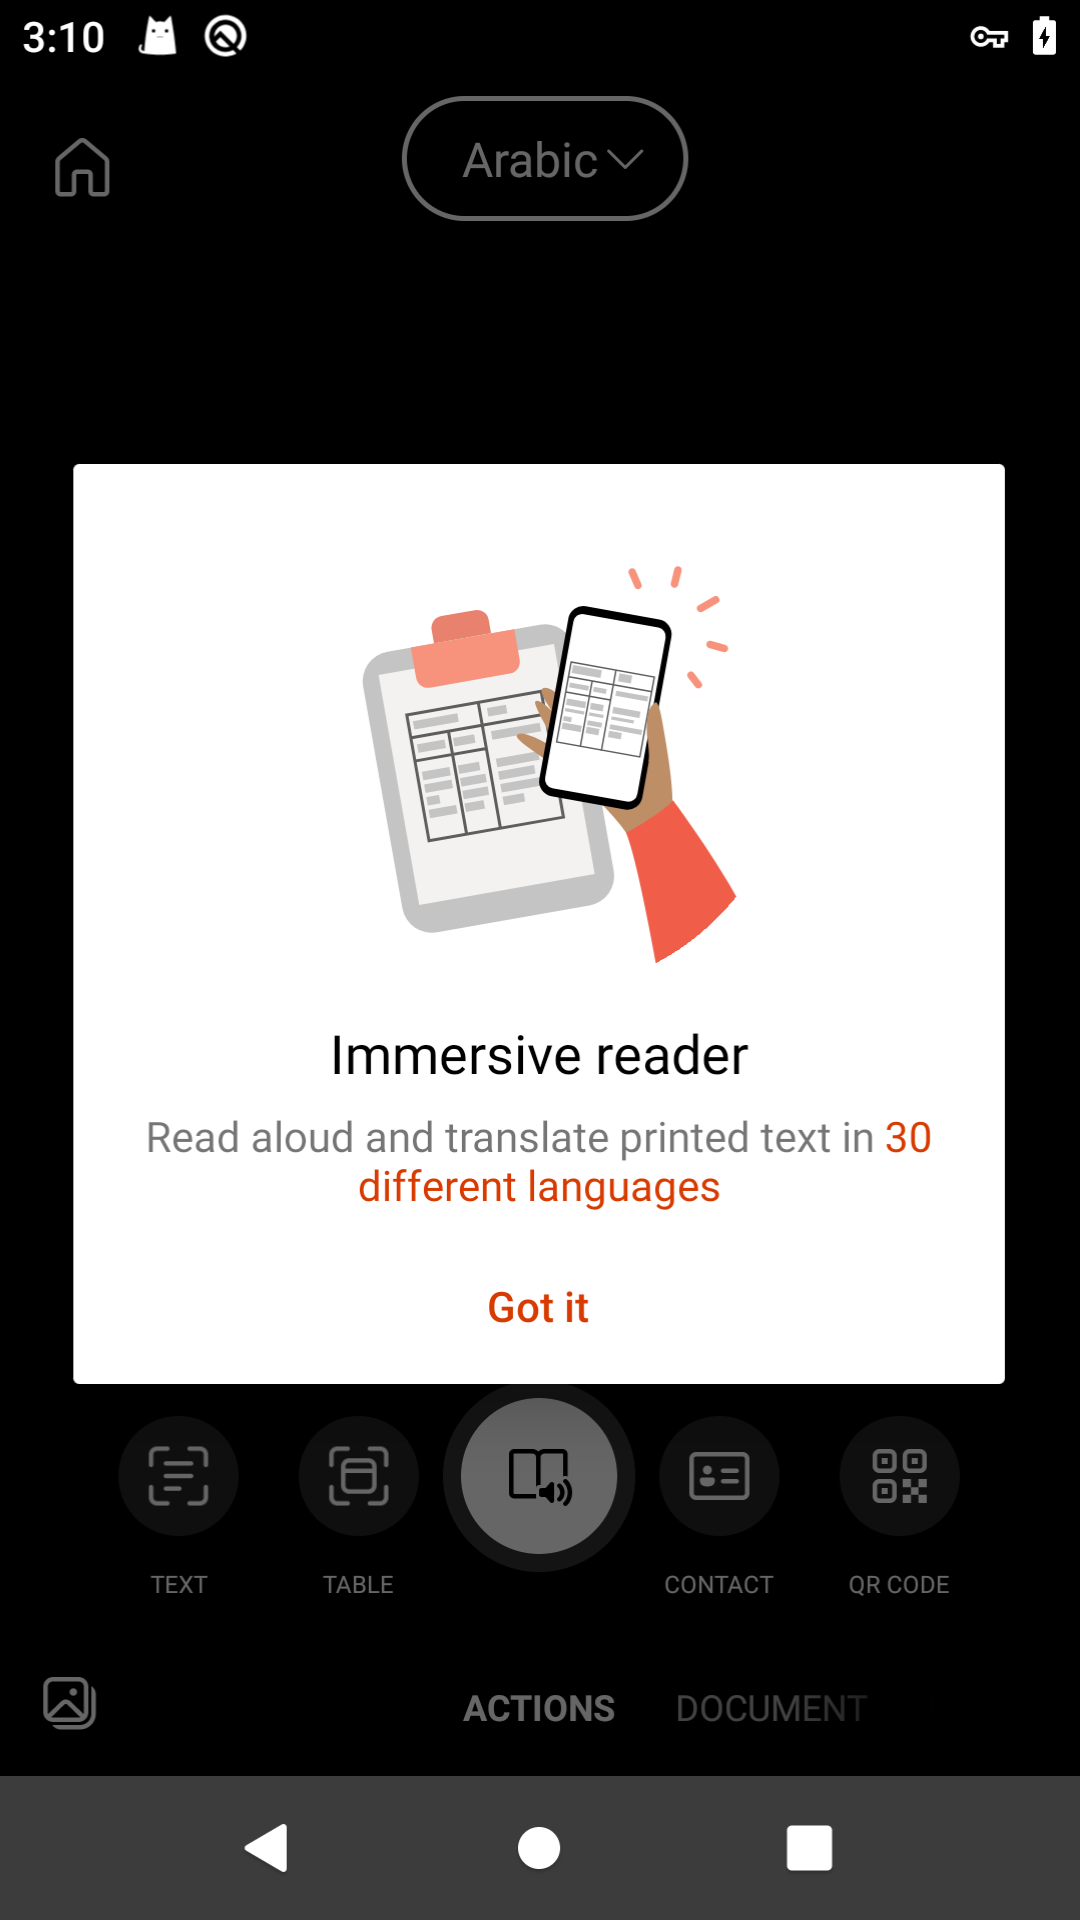 3:10
Arabic
Immersive reader
Read aloud and translate printed text in 30
different languages
Got it
TEXT
TABLE
CONTACT
QR CODE
ACTIONS
DOCUMENT